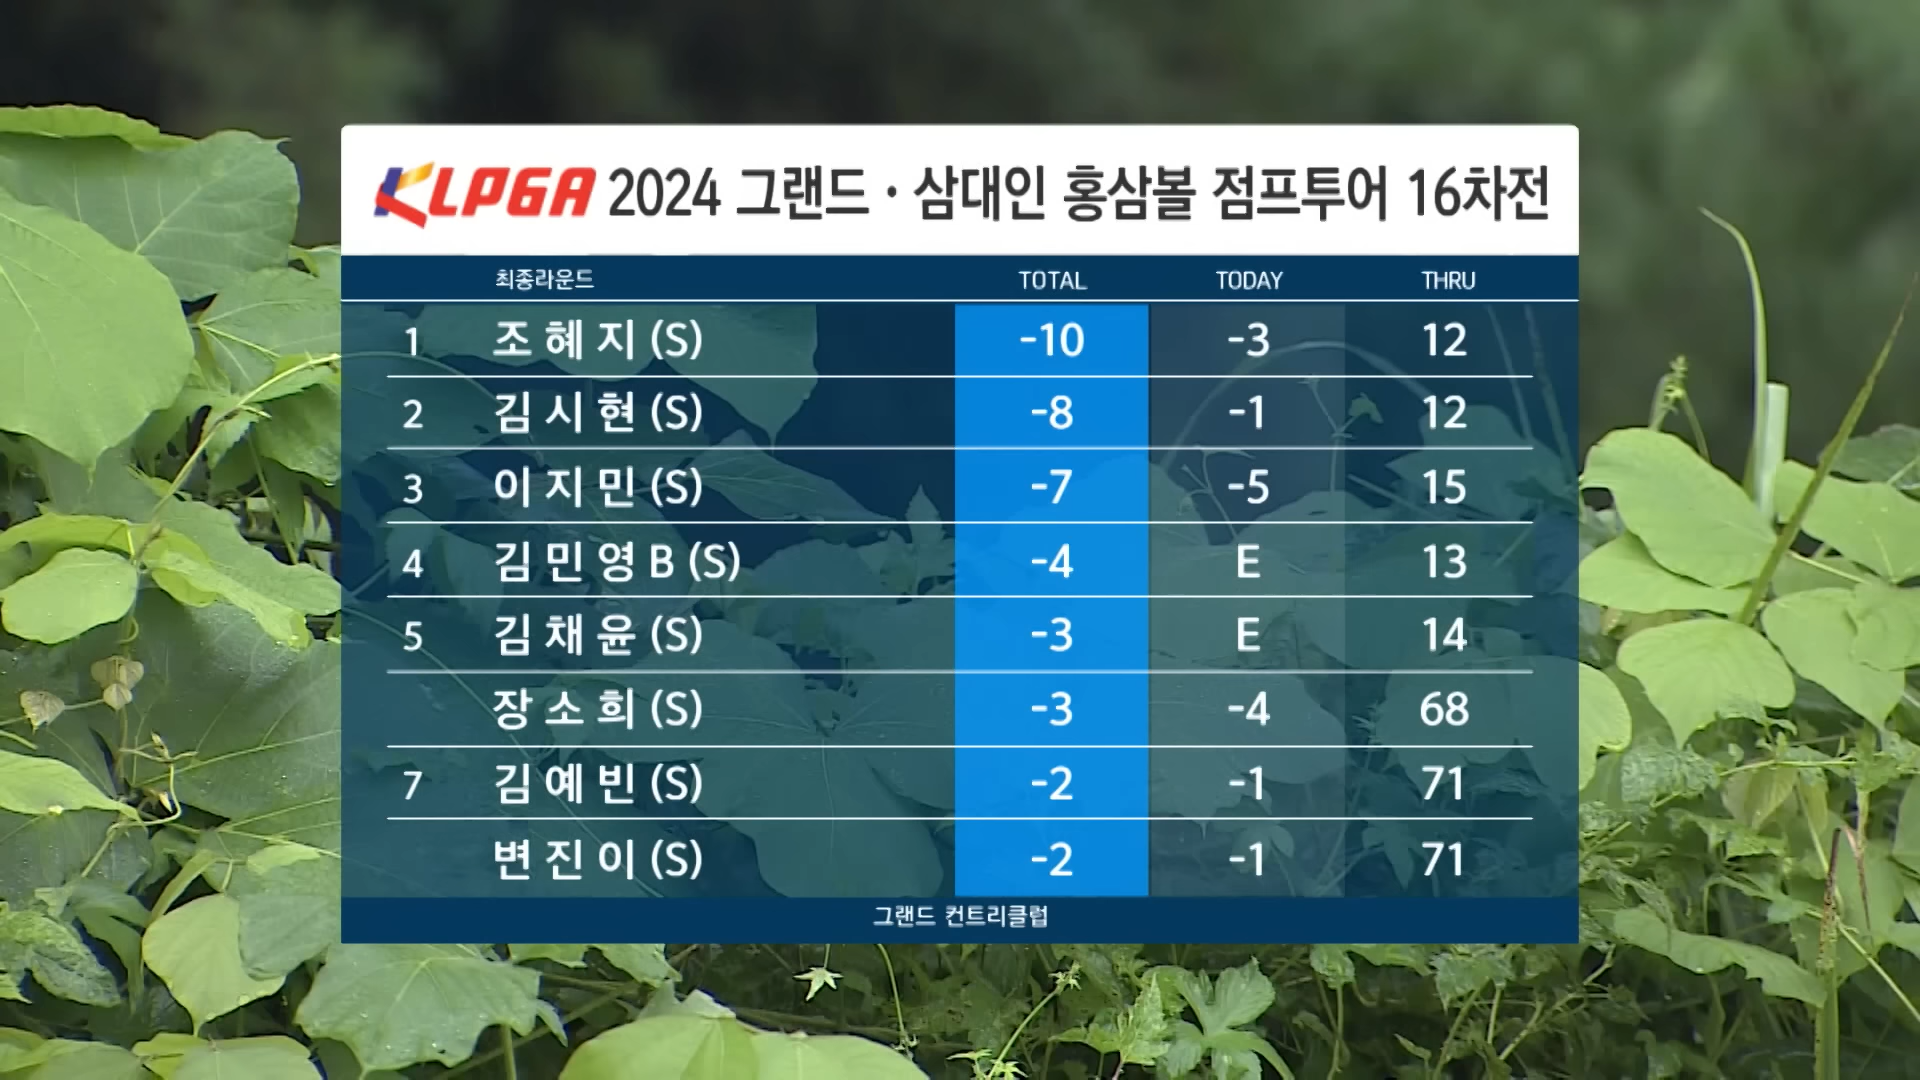 KLPGA 2024 그랜드 · 삼대인 홍삼볼 점프투어 16차전
최종라운드 TOTAL TODAY THRU
1 조혜지 (S) -10 -3 12
2 김시현 (S) -8 -1 12
3 이지민 (S) -7 -5 15
4 김민영B (S) -4 E 13
5 김채윤 (S) -3 E 14
장소희 (S) -3 -4 68
7 김예빈 (S) -2 -1 71
변진이 (S) -2 -1 71
그랜드 컨트리클럽